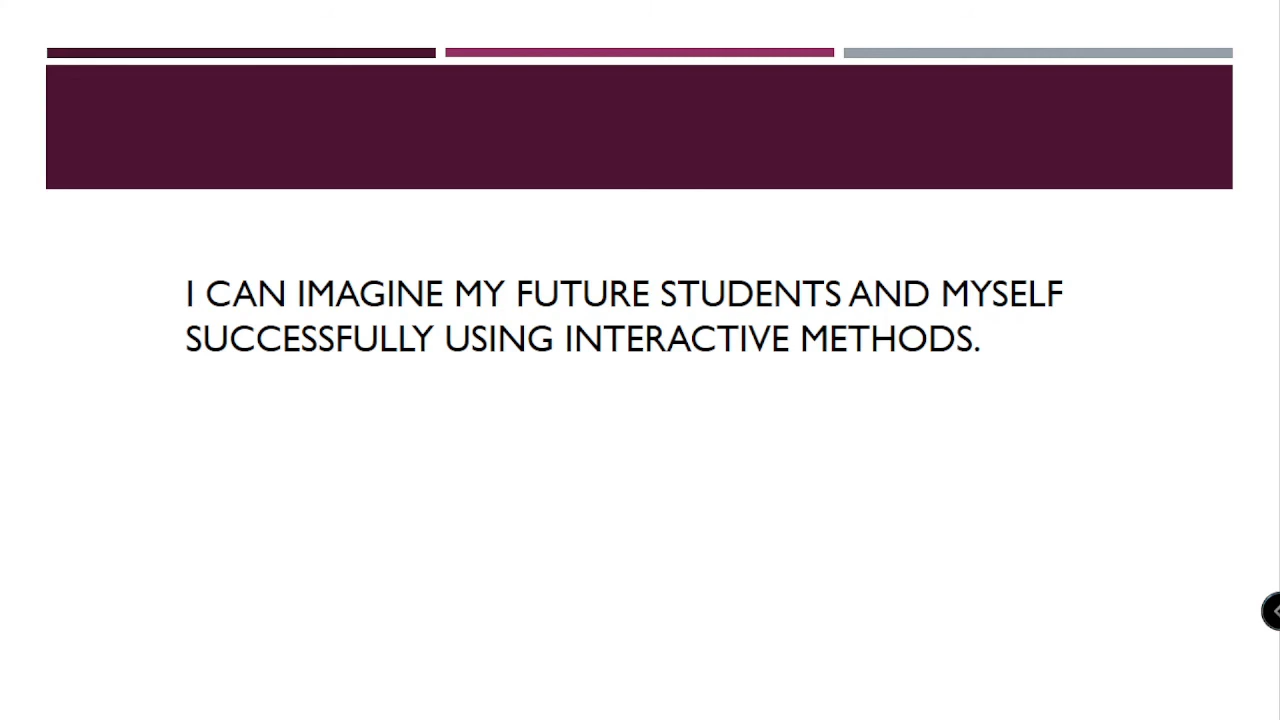 I CAN IMAGINE MY FUTURE STUDENTS AND MYSELF
SUCCESSFULLY USING INTERACTIVE METHODS.